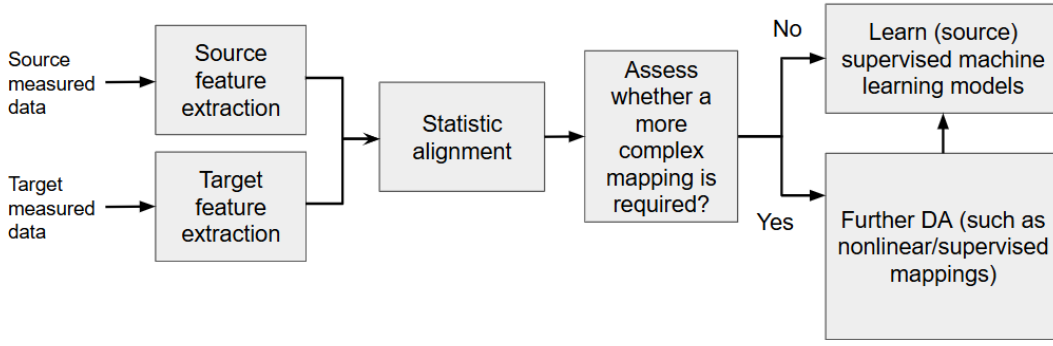 Source
measured
data
Source
feature
extraction
Target
measured
data
Target
feature
extraction
Statistic
alignment
Assess
whether a
more
complex
mapping is
required?
No
Yes
Learn (source)
supervised machine
learning models
Further DA (such as
nonlinear/supervised
mappings)